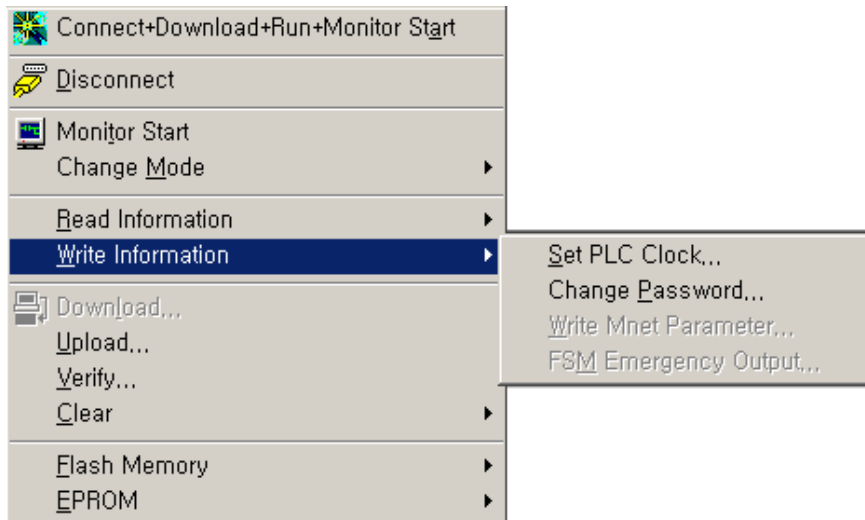 Connect+Download+Run+Monitor Start
Disconnect
Monitor Start
Change Mode
Read Information
Write Information
Set PLC Clock...
Change Password...
Write Mnet Parameter...
FSM Emergency Output...
Download...
Upload...
Verify...
Clear
Flash Memory
EPROM